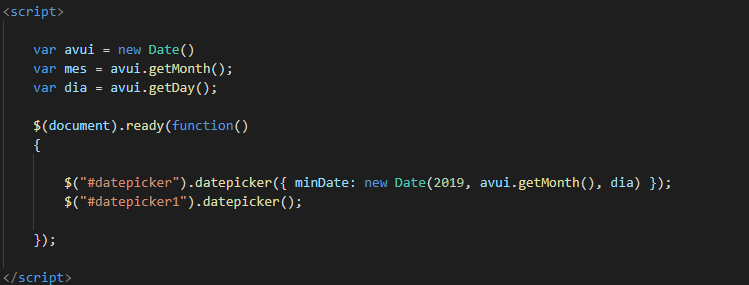 <script>
var avui = new Date()
var mes = avui.getMonth();
var dia = avui.getDay();
$(document).ready(function()
{
$("#datepicker").datepicker({ minDate: new Date(2019, avui.getMonth(), dia) });
$("#datepicker1").datepicker();
});
</script>